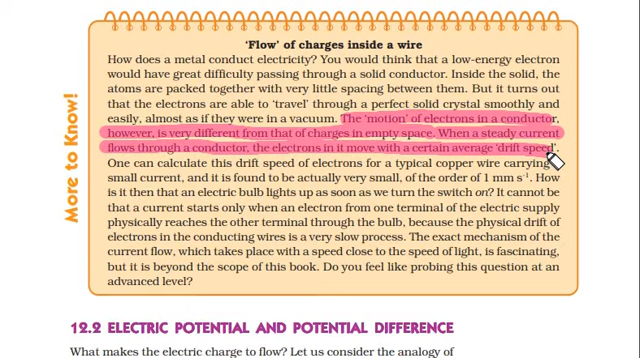 ‘Flow’ of charges inside a wire
How does a metal conduct electricity? You would think that a low-energy electron
would have great difficulty passing through a solid conductor. Inside the solid, the
atoms are packed together with very little spacing between them. But it turns out
that the electrons are able to ‘travel’ through a perfect solid crystal smoothly and
easily, almost as if they were in a vacuum. The ‘motion’ of electrons in a conductor,
however, is very different from that of charges in empty space. When a steady current
flows through a conductor, the electrons in it move with a certain average ‘drift speed’.
One can calculate this drift speed of electrons for a typical copper wire carrying
small current, and it is found to be actually very small, of the order of 1 mm s⁻¹. How
is it then that an electric bulb lights up as soon as we turn the switch on? It cannot be
that a current starts only when an electron from one terminal of the electric supply
physically reaches the other terminal through the bulb, because the physical drift of
electrons in the conducting wires is a very slow process. The exact mechanism of the
current flow, which takes place with a speed close to the speed of light, is fascinating,
but it is beyond the scope of this book. Do you feel like probing this question at an
advanced level?
More to Know!
12.2 ELECTRIC POTENTIAL AND POTENTIAL DIFFERENCE
What makes the electric charge to flow? Let us consider the analogy of